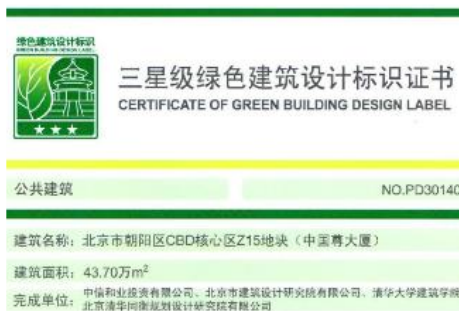 绿色建筑设计标识
GREEN BUILDING DESIGN LABEL
三星级绿色建筑设计标识证书
CERTIFICATE OF GREEN BUILDING DESIGN LABEL
公共建筑
NO.PD30140
建筑名称：北京市朝阳区CBD核心区Z15地块（中国尊大厦）
建筑面积：43.70万m²
完成单位：中信和业投资有限公司、北京市建筑设计研究院有限公司、清华大学建筑学院
北京清华同衡规划设计研究院有限公司